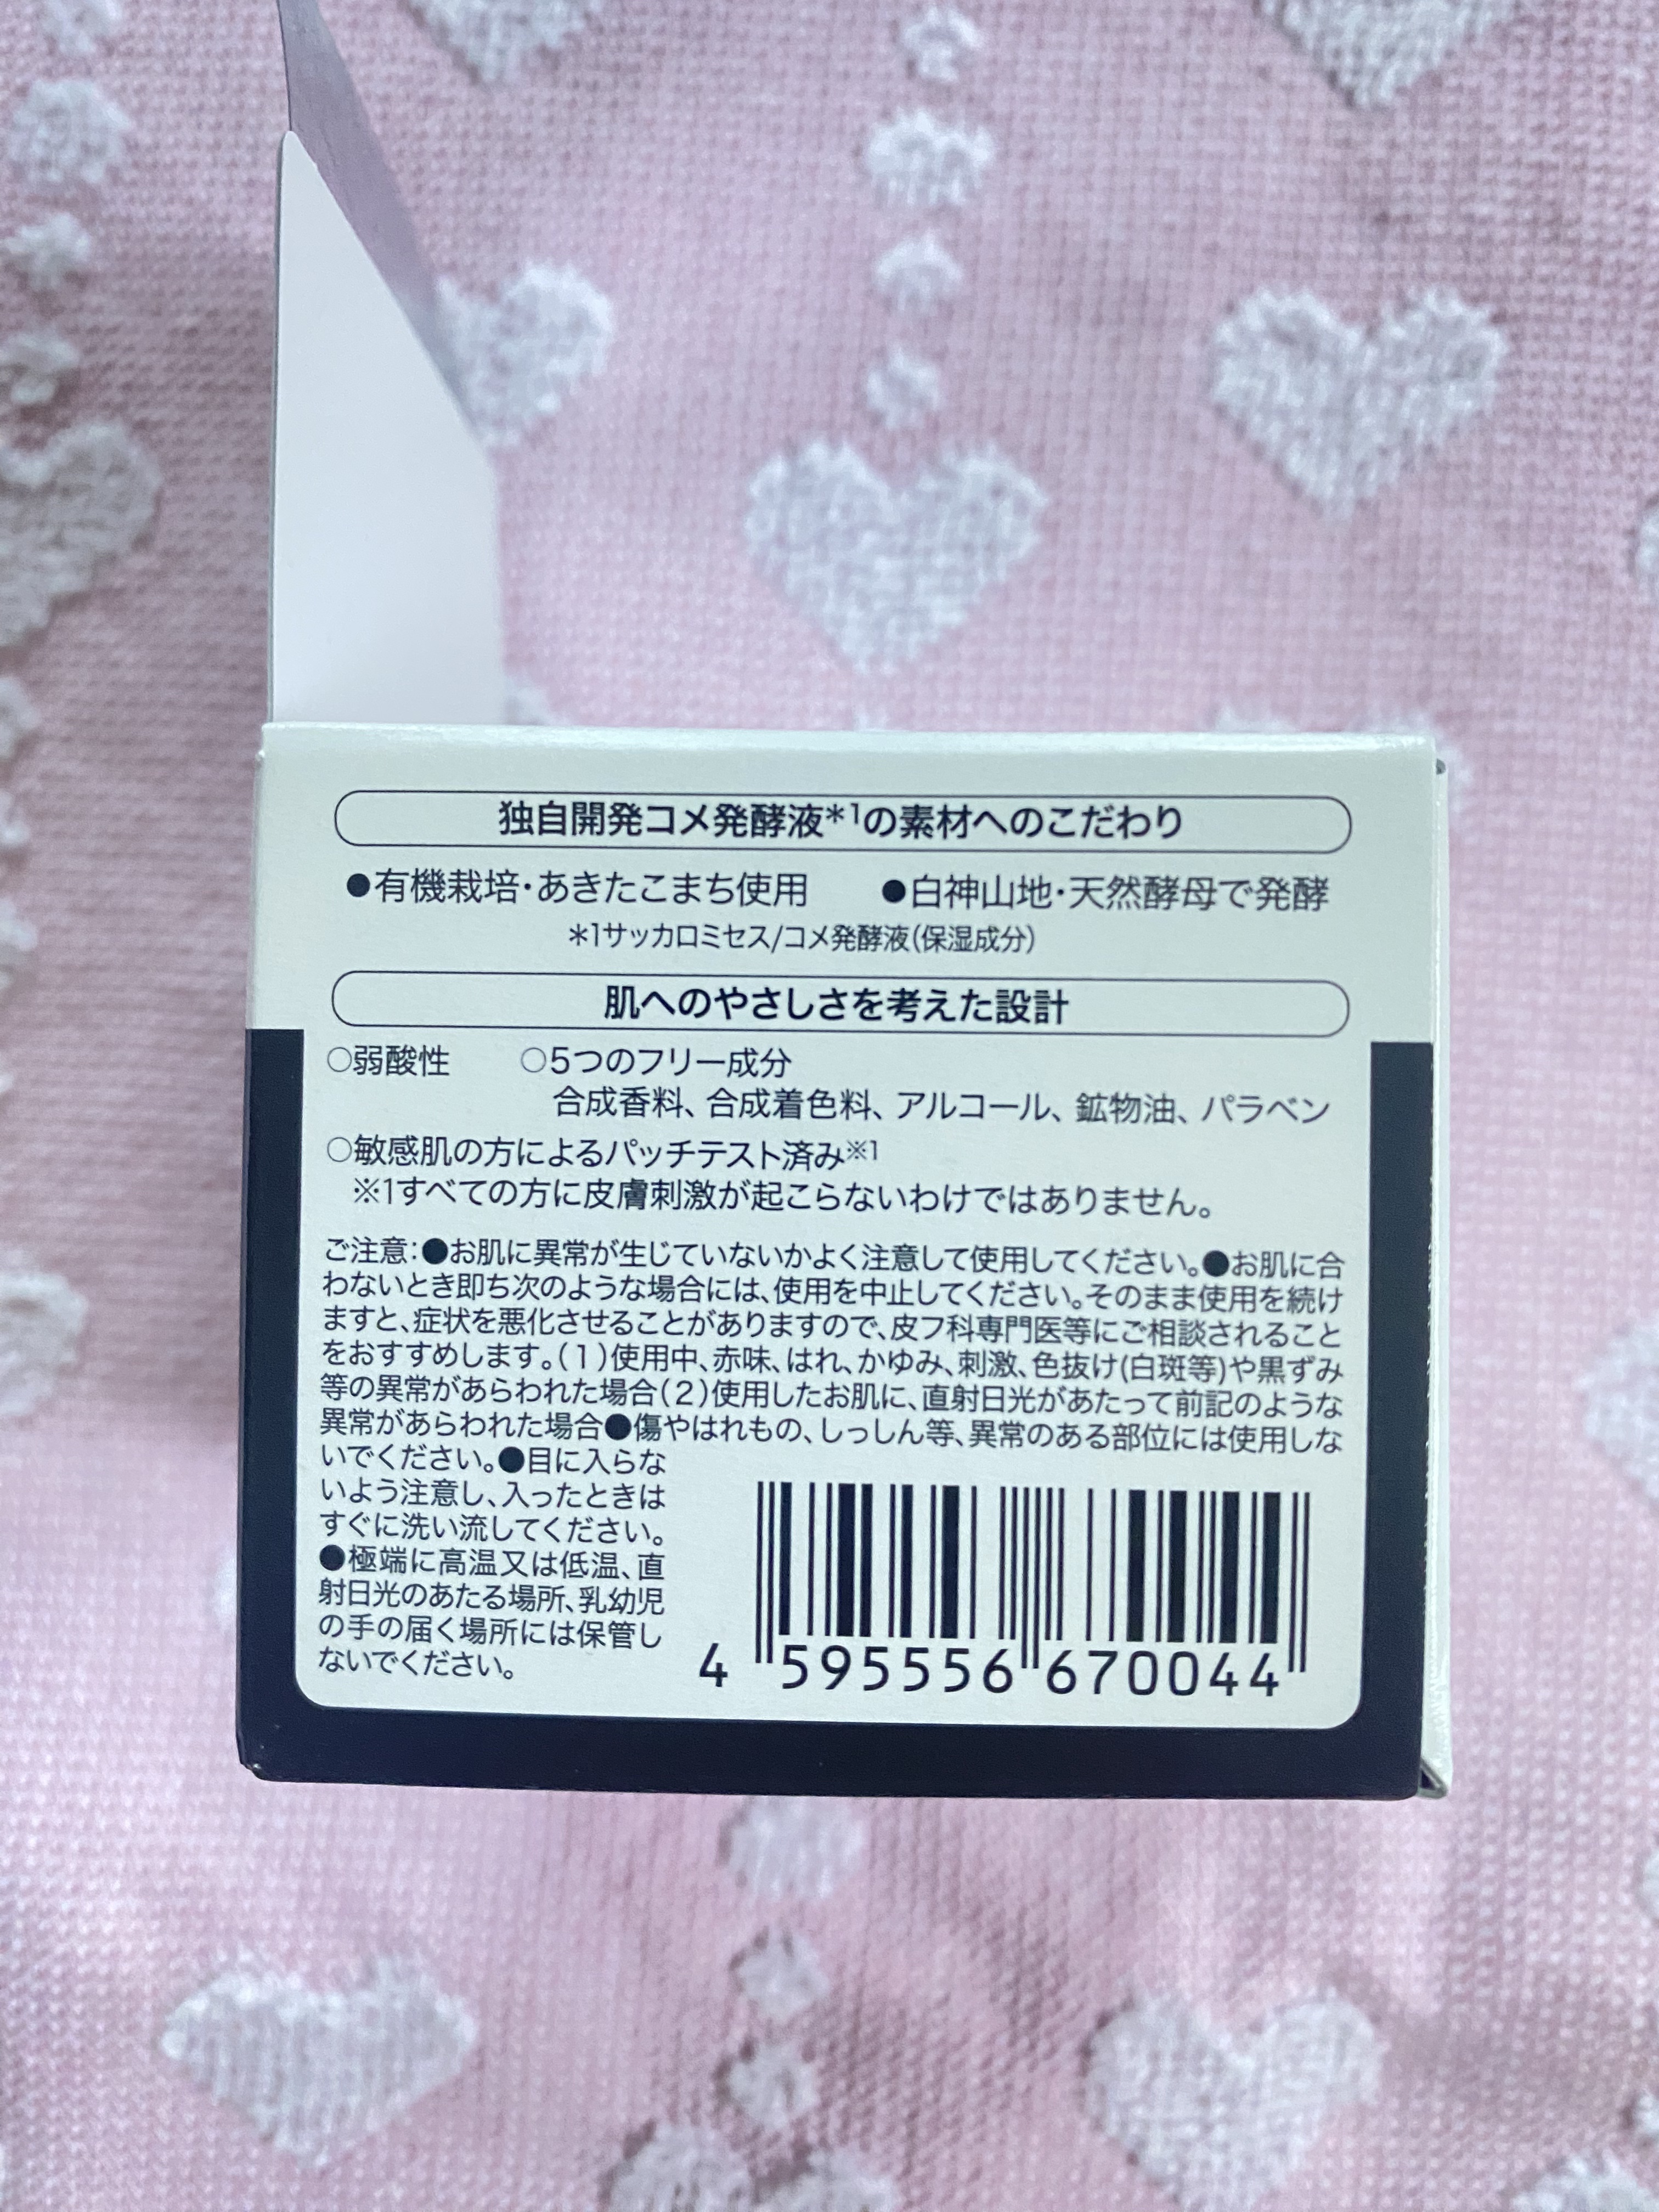 独自開発コメ発酵液*1の素材へのこだわり
●有機栽培・あきたこまち使用 ●白神山地・天然酵母で発酵
*1サッカロミセス/コメ発酵液(保湿成分)
肌へのやさしさを考えた設計
○弱酸性 ○5つのフリー成分
合成香料、合成着色料、アルコール、鉱物油、パラベン
○敏感肌の方によるパッチテスト済み※1
※1すべての方に皮膚刺激が起こらないわけではありません。
ご注意:●お肌に異常が生じていないかよく注意して使用してください。●お肌に合
わないとき即ち次のような場合には、使用を中止してください。そのまま使用を続け
ますと、症状を悪化させることがありますので、皮フ科専門医等にご相談されること
をおすすめします。(1)使用中、赤味、はれ、かゆみ、刺激、色抜け(白斑等)や黒ずみ
等の異常があらわれた場合(2)使用したお肌に、直射日光があたって前記のような
異常があらわれた場合●傷やはれもの、しっしん等、異常のある部位には使用しな
いでください。●目に入らな
いよう注意し、入ったときは
すぐに洗い流してください。
●極端に高温又は低温、直
射日光のあたる場所、乳幼児
の手の届く場所には保管し
ないでください。
4 595556 670044